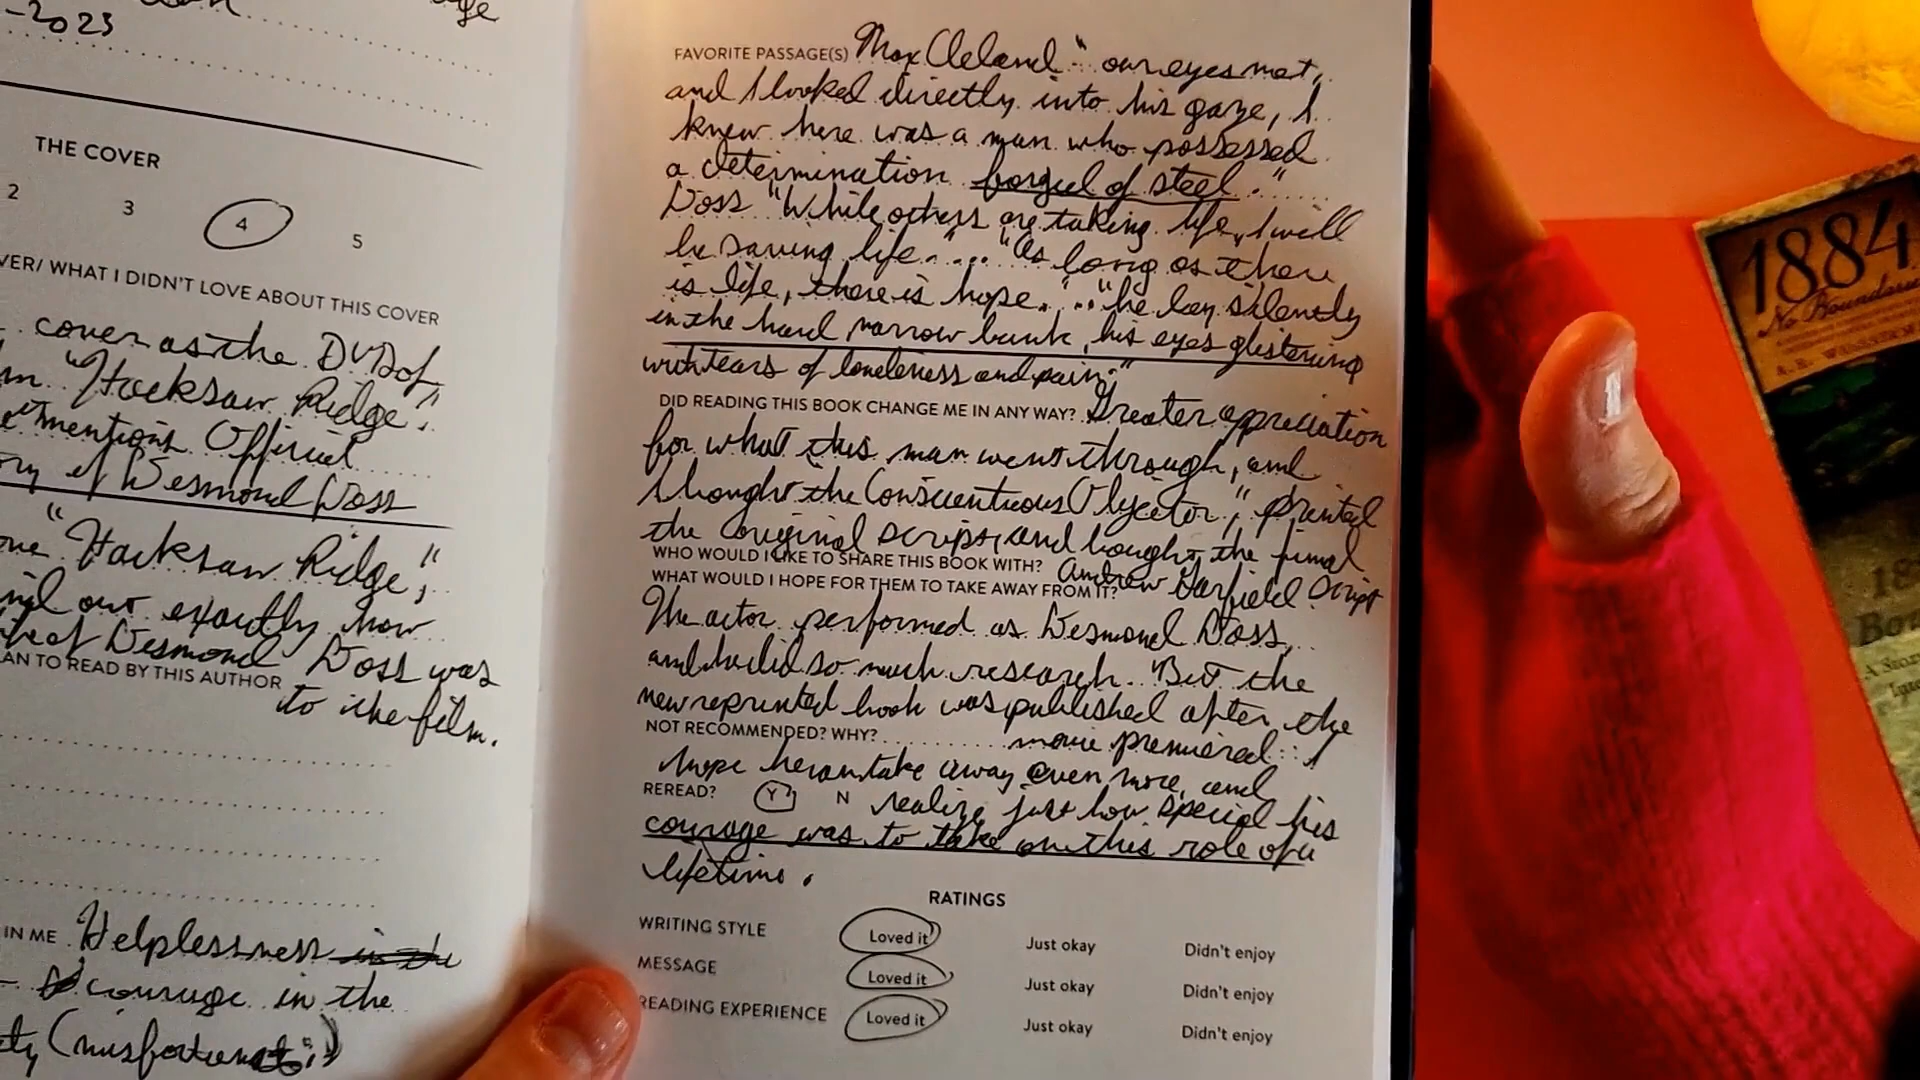 -2023
THE COVER
2 3 4 5
VER/ WHAT I DIDN'T LOVE ABOUT THIS COVER
cover as the DVD of
"Hacksaw Ridge",
mentions Official
ory of Desmond Doss
"Hacksaw Ridge",
out exactly how
Desmond Doss was
AN TO READ BY THIS AUTHOR
to the film.
IN ME Helplessness in the
courage in the
ty (misfortunates)
FAVORITE PASSAGE(S) Max Cleland "our eyes met,
and I looked directly into his gaze, I
knew here was a man who possessed
a determination forged of steel."
Doss "While others are taking life, I will
be saving life." ... "As long as there
is life, there is hope." ... "he lay silently
in the hard narrow bunk, his eyes glistening
with tears of loneliness and pain."
DID READING THIS BOOK CHANGE ME IN ANY WAY? Greater appreciation
for what this man went through, and
I bought the Conscientious Objector," printed
the original script, and bought the final
script
WHO WOULD I LIKE TO SHARE THIS BOOK WITH? Andrew Garfield
WHAT WOULD I HOPE FOR THEM TO TAKE AWAY FROM IT?
The actor performed as Desmond Doss,
and he did so much research. But the
new reprinted book was published after the
NOT RECOMMENDED? WHY? movie premiered. I
hope he can take away even more, and
REREAD? Y N realize just how special his
courage was to take on this role of a
lifetime.
RATINGS
WRITING STYLE Loved it Just okay Didn't enjoy
MESSAGE Loved it Just okay Didn't enjoy
READING EXPERIENCE Loved it Just okay Didn't enjoy
1884
No Boundaries